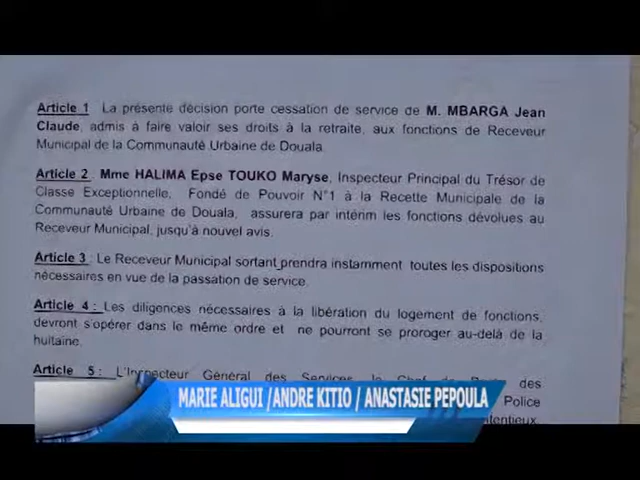 Article 1  La présente décision porte cessation de service de M. MBARGA Jean
Claude, admis à faire valoir ses droits à la retraite, aux fonctions de Receveur
Municipal de la Communauté Urbaine de Douala.
Article 2 : Mme HALIMA Epse TOUKO Maryse, Inspecteur Principal du Trésor de
Classe Exceptionnelle, Fondé de Pouvoir N°1 à la Recette Municipale de la
Communauté Urbaine de Douala, assurera par intérim les fonctions dévolues au
Receveur Municipal, jusqu'à nouvel avis.
Article 3 : Le Receveur Municipal sortant prendra instamment toutes les dispositions
nécessaires en vue de la passation de service.
Article 4 : Les diligences nécessaires à la libération du logement de fonctions,
devront s'opérer dans le même ordre et ne pourront se proroger au-delà de la
huitaine.
Article 5 : L'Inspecteur Général des Services, le Chef des
Police
MARIE ALIGUI /ANDRE KITIO / ANASTASIE PEPOULA